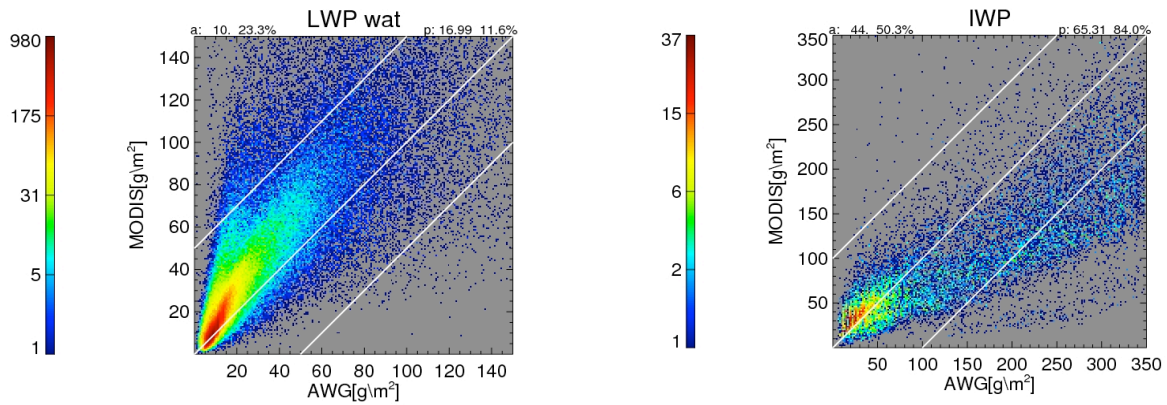 LWP wat
a: 10. 23.3% p: 16.99 11.6%
980
175
31
5
1
140
120
100
80
60
40
20
MODIS[g\m²]
20 40 60 80 100 120 140
AWG[g\m²]
IWP
a: 44. 50.3% p: 65.31 84.0%
37
15
6
2
1
350
300
250
200
150
100
50
MODIS[g\m²]
50 100 150 200 250 300 350
AWG[g\m²]